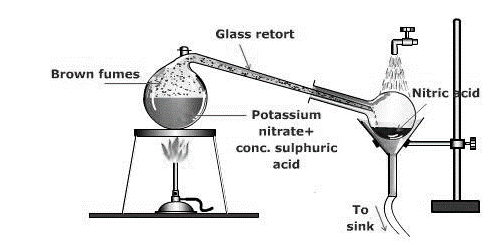 Glass retort
Brown fumes
Nitric acid
Potassium
nitrate+
conc. sulphuric
acid
To
sink